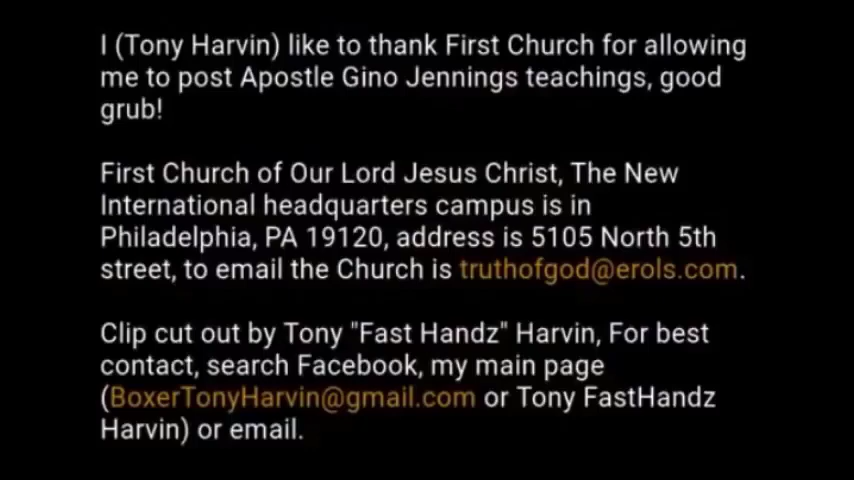 I (Tony Harvin) like to thank First Church for allowing
me to post Apostle Gino Jennings teachings, good
grub!
First Church of Our Lord Jesus Christ, The New
International headquarters campus is in
Philadelphia, PA 19120, address is 5105 North 5th
street, to email the Church is truthofgod@erols.com.
Clip cut out by Tony "Fast Handz" Harvin, For best
contact, search Facebook, my main page
(BoxerTonyHarvin@gmail.com or Tony FastHandz
Harvin) or email.